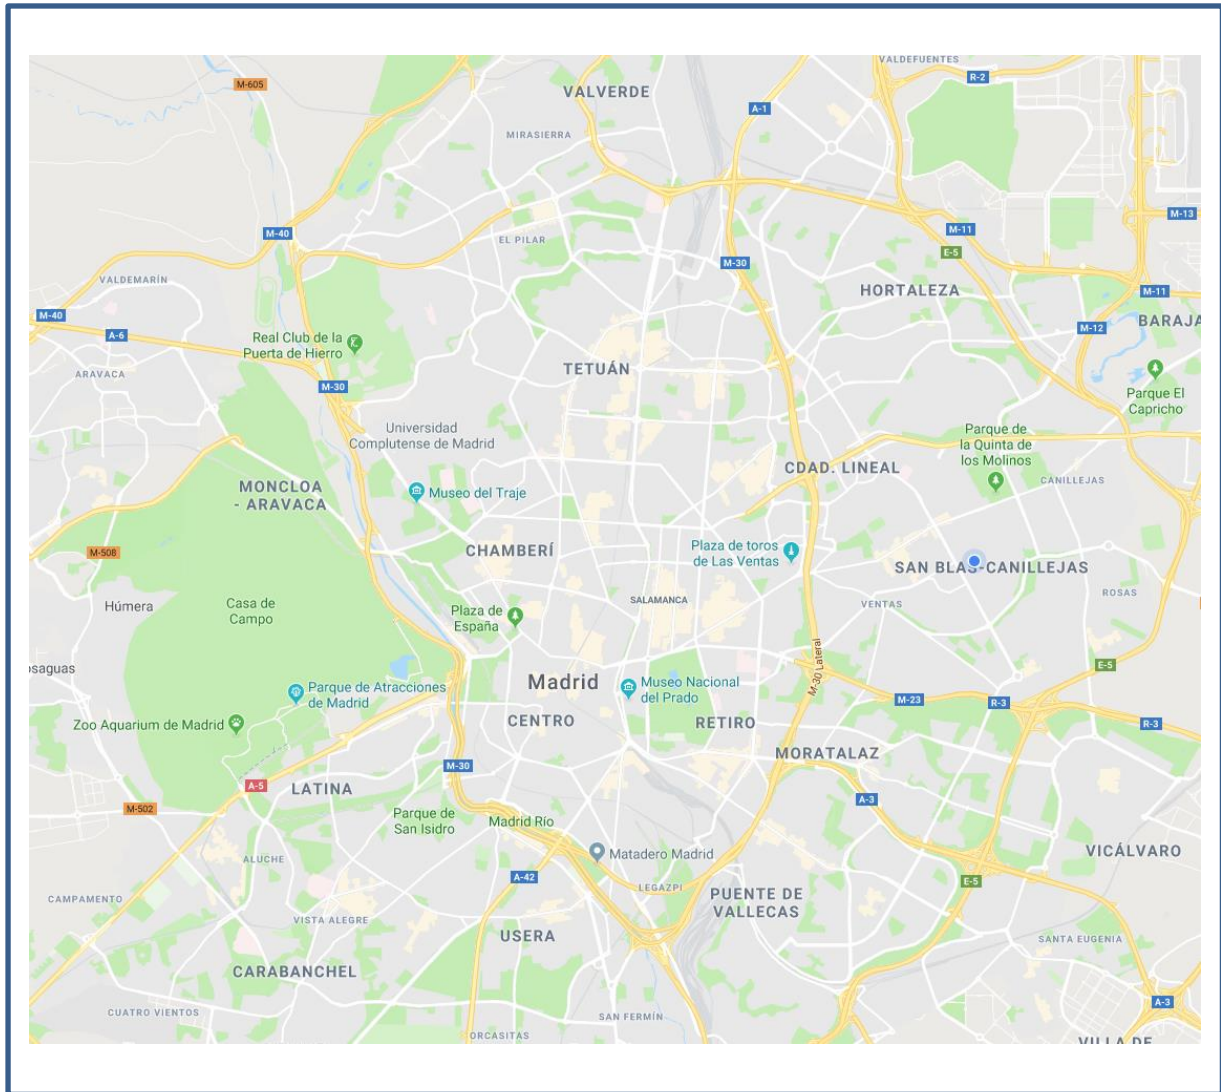 VALDEFUENTES
R-2
M-605
VALVERDE
A-1
MIRASIERRA
M-13
M-40
M-11
EL PILAR
E-5
M-30
VALDEMARÍN
HORTALEZA
M-11
M-40
BARAJA
M-12
A-6
Real Club de la
Puerta de Hierro
TETUÁN
ARAVACA
M-30
Parque El
Capricho
Universidad
Complutense de Madrid
Parque de
la Quinta de
los Molinos
CDAD. LINEAL
CANILLEJAS
MONCLOA
- ARAVACA
Museo del Traje
M-508
CHAMBERÍ
Plaza de toros
de Las Ventas
SAN BLAS-CANILLEJAS
ROSAS
Húmera
Casa de
Campo
SALAMANCA
VENTAS
Plaza de
España
osaguas
M-30 Lateral
E-5
Parque de Atracciones
de Madrid
Madrid
Museo Nacional
del Prado
M-23
R-3
R-3
Zoo Aquarium de Madrid
CENTRO
RETIRO
MORATALAZ
M-30
A-5
LATINA
M-502
A-3
Parque de
San Isidro
Madrid Río
Matadero Madrid
VICÁLVARO
ALUCHE
A-42
E-5
LEGAZPI
CAMPAMENTO
PUENTE DE
VALLECAS
VISTA ALEGRE
USERA
SANTA EUGENIA
CARABANCHEL
A-3
CUATRO VIENTOS
SAN FERMÍN
ORCASITAS
VILLA DE